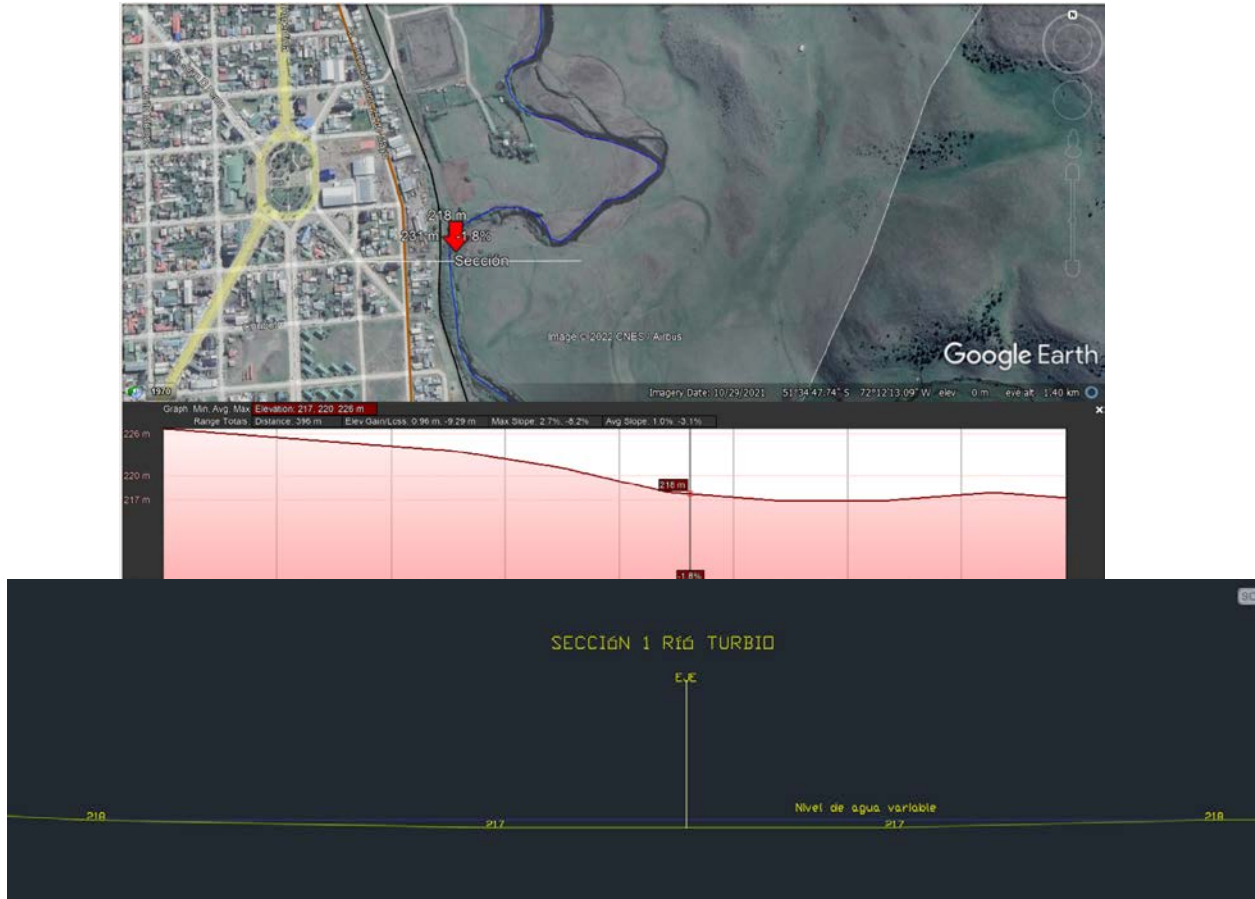 N
218 m
231 m -1.8%
Sección
Image © 2022 CNES / Airbus
Google Earth
1970
Imagery Date: 10/29/2021 51°34'47.74" S 72°12'13.09" W elev 0 m eye alt 1.40 km
Graph: Min, Avg, Max Elevation: 217, 220, 226 m
Range Totals: Distance: 396 m Elev Gain/Loss: 0.96 m, -9.29 m Max Slope: 2.7%, -8.2% Avg Slope: 1.0%, -3.1%
226 m
220 m
218 m
217 m
-1.8%
SECCIóN 1 Ríó TURBIO
EJE
Nivel de agua variable
218
217
217
218